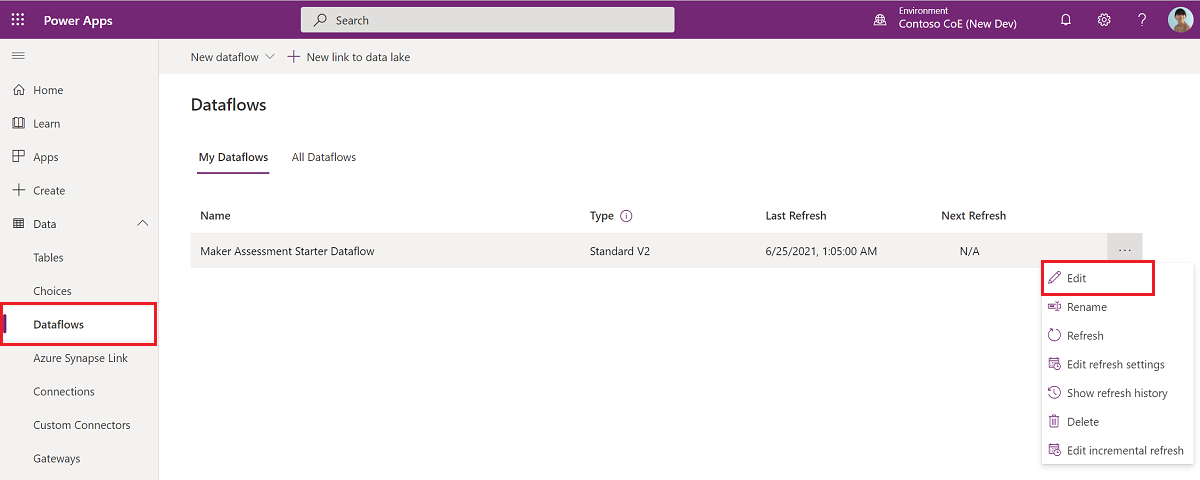 Power Apps
Search
Environment
Contoso CoE (New Dev)
?
New dataflow
New link to data lake
Home
Learn
Apps
Create
Data
Tables
Choices
Dataflows
Azure Synapse Link
Connections
Custom Connectors
Gateways
Dataflows
My Dataflows All Dataflows
Name Type Last Refresh Next Refresh
Maker Assessment Starter Dataflow Standard V2 6/25/2021, 1:05:00 AM N/A ...
Edit
Rename
Refresh
Edit refresh settings
Show refresh history
Delete
Edit incremental refresh